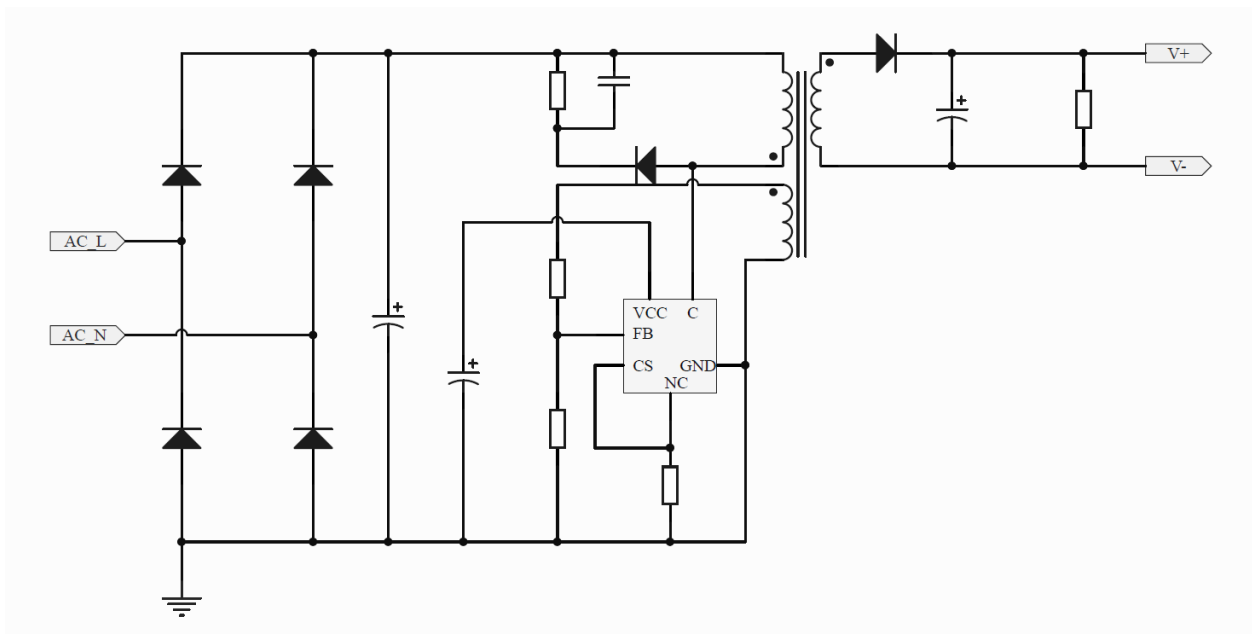 V+
V-
AC_L
AC_N
+
+
+
VCC C
FB
CS GND
NC